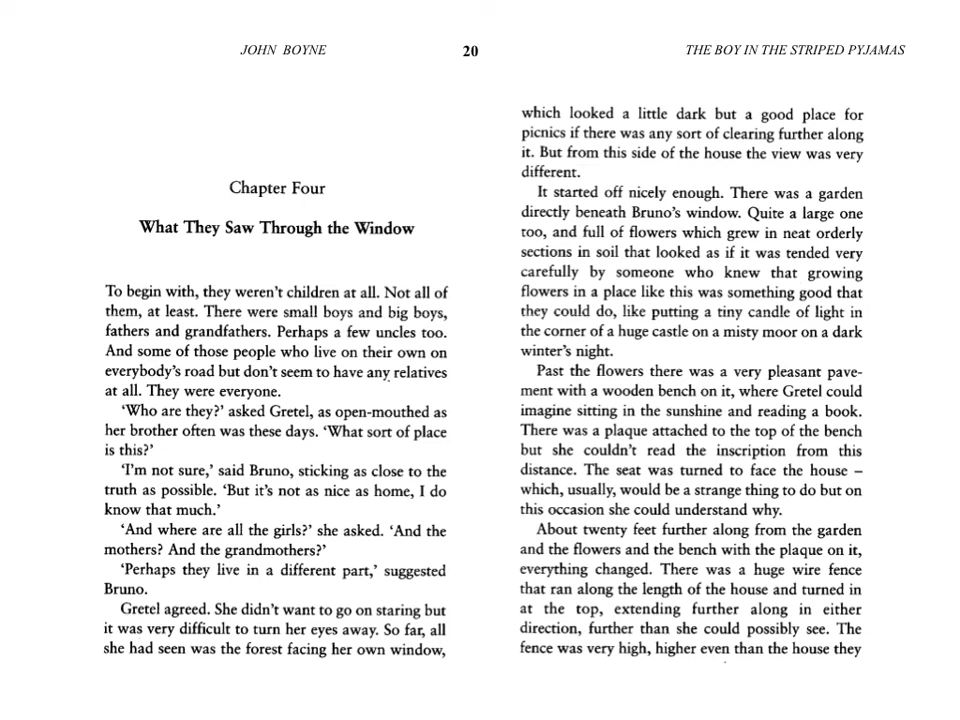 JOHN BOYNE
20
THE BOY IN THE STRIPED PYJAMAS
Chapter Four
What They Saw Through the Window
To begin with, they weren't children at all. Not all of
them, at least. There were small boys and big boys,
fathers and grandfathers. Perhaps a few uncles too.
And some of those people who live on their own on
everybody's road but don't seem to have any relatives
at all. They were everyone.
‘Who are they?’ asked Gretel, as open-mouthed as
her brother often was these days. ‘What sort of place
is this?’
‘I'm not sure,’ said Bruno, sticking as close to the
truth as possible. ‘But it's not as nice as home, I do
know that much.’
‘And where are all the girls?’ she asked. ‘And the
mothers? And the grandmothers?’
‘Perhaps they live in a different part,’ suggested
Bruno.
Gretel agreed. She didn't want to go on staring but
it was very difficult to turn her eyes away. So far, all
she had seen was the forest facing her own window,
which looked a little dark but a good place for
picnics if there was any sort of clearing further along
it. But from this side of the house the view was very
different.
It started off nicely enough. There was a garden
directly beneath Bruno's window. Quite a large one
too, and full of flowers which grew in neat orderly
sections in soil that looked as if it was tended very
carefully by someone who knew that growing
flowers in a place like this was something good that
they could do, like putting a tiny candle of light in
the corner of a huge castle on a misty moor on a dark
winter's night.
Past the flowers there was a very pleasant pave-
ment with a wooden bench on it, where Gretel could
imagine sitting in the sunshine and reading a book.
There was a plaque attached to the top of the bench
but she couldn't read the inscription from this
distance. The seat was turned to face the house –
which, usually, would be a strange thing to do but on
this occasion she could understand why.
About twenty feet further along from the garden
and the flowers and the bench with the plaque on it,
everything changed. There was a huge wire fence
that ran along the length of the house and turned in
at the top, extending further along in either
direction, further than she could possibly see. The
fence was very high, higher even than the house they